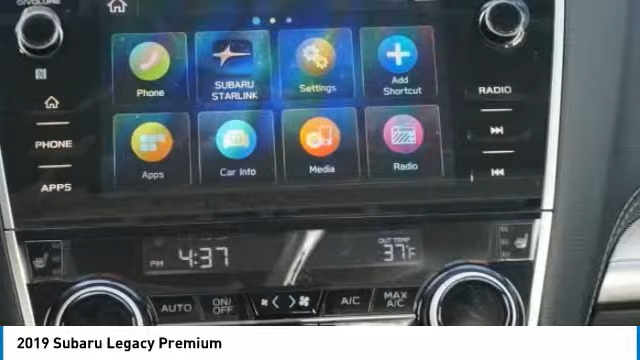 VOLUME
Phone
SUBARU
STARLINK
Settings
Add
Shortcut
RADIO
PHONE
APPS
Apps
Car Info
Media
Radio
PM 4:37
OUT TEMP
37°F
AUTO
ON/
OFF
A/C
MAX
A/C
2019 Subaru Legacy Premium